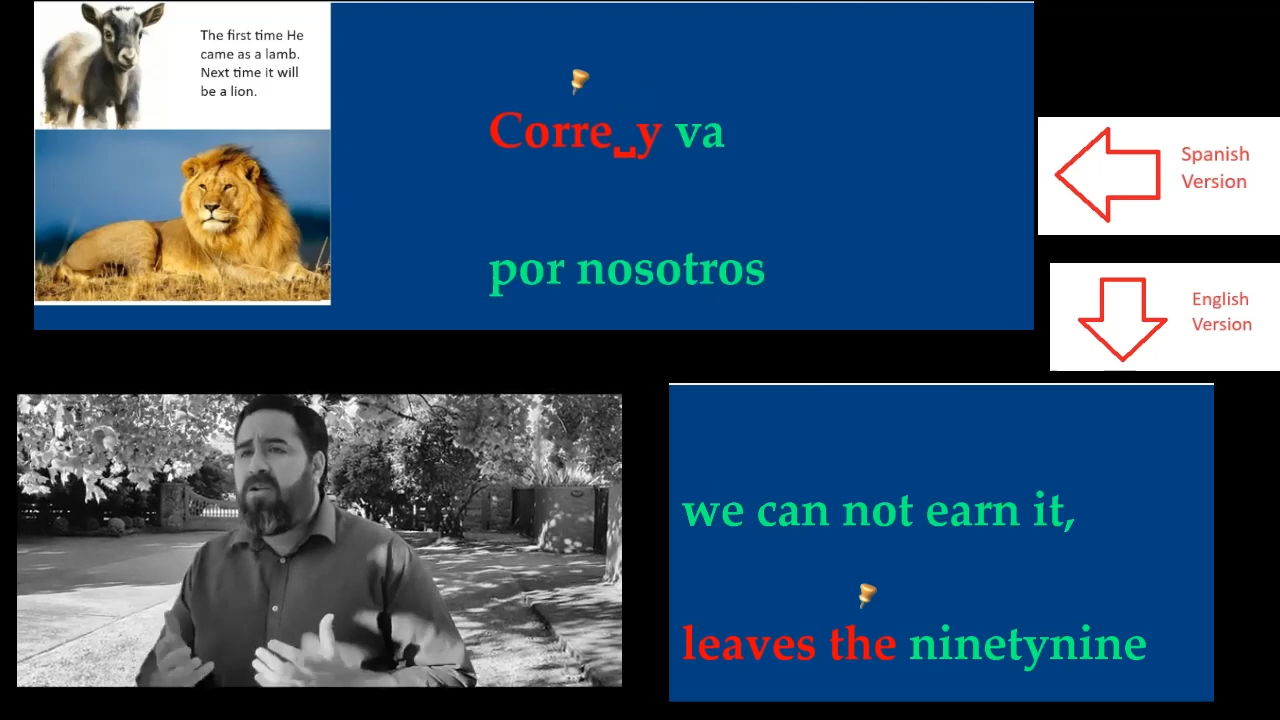 The first time He
came as a lamb.
Next time it will
be a lion.
Corre␣y va
por nosotros
Spanish
Version
English
Version
we can not earn it,
leaves the ninetynine